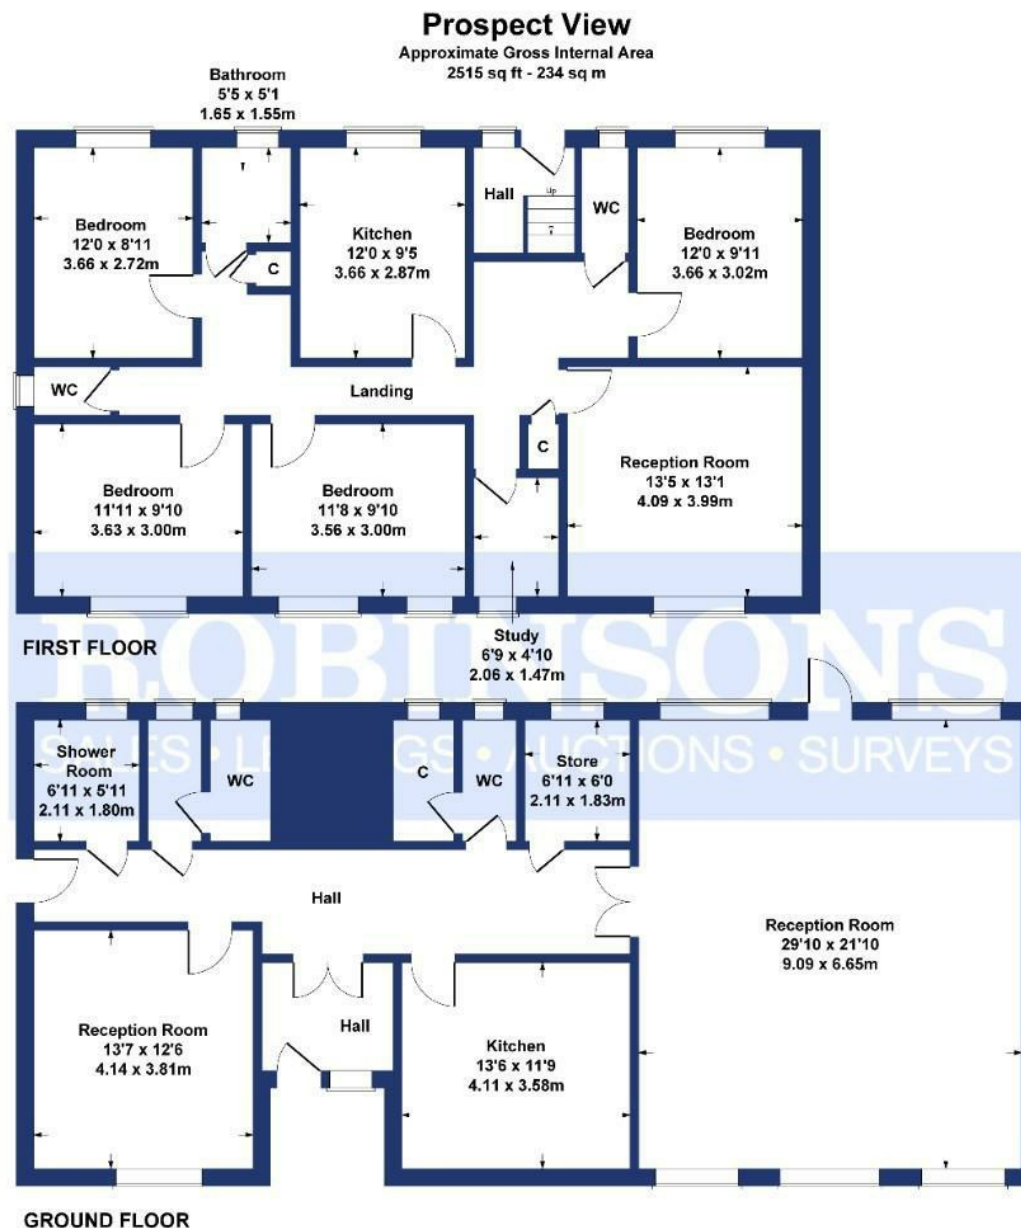 Prospect View
Approximate Gross Internal Area
2515 sq ft - 234 sq m
Bathroom
5'5 x 5'1
1.65 x 1.55m
Bedroom
12'0 x 8'11
3.66 x 2.72m
C
Kitchen
12'0 x 9'5
3.66 x 2.87m
Hall
Up
WC
Bedroom
12'0 x 9'11
3.66 x 3.02m
WC
Landing
Bedroom
11'11 x 9'10
3.63 x 3.00m
Bedroom
11'8 x 9'10
3.56 x 3.00m
C
Reception Room
13'5 x 13'1
4.09 x 3.99m
FIRST FLOOR
Study
6'9 x 4'10
2.06 x 1.47m
ROBINSONS
SALES • LE GS • AUCTIONS • SURVEYS
Shower
Room
6'11 x 5'11
2.11 x 1.80m
WC
C
WC
Store
6'11 x 6'0
2.11 x 1.83m
Hall
Reception Room
29'10 x 21'10
9.09 x 6.65m
Reception Room
13'7 x 12'6
4.14 x 3.81m
Hall
Kitchen
13'6 x 11'9
4.11 x 3.58m
GROUND FLOOR